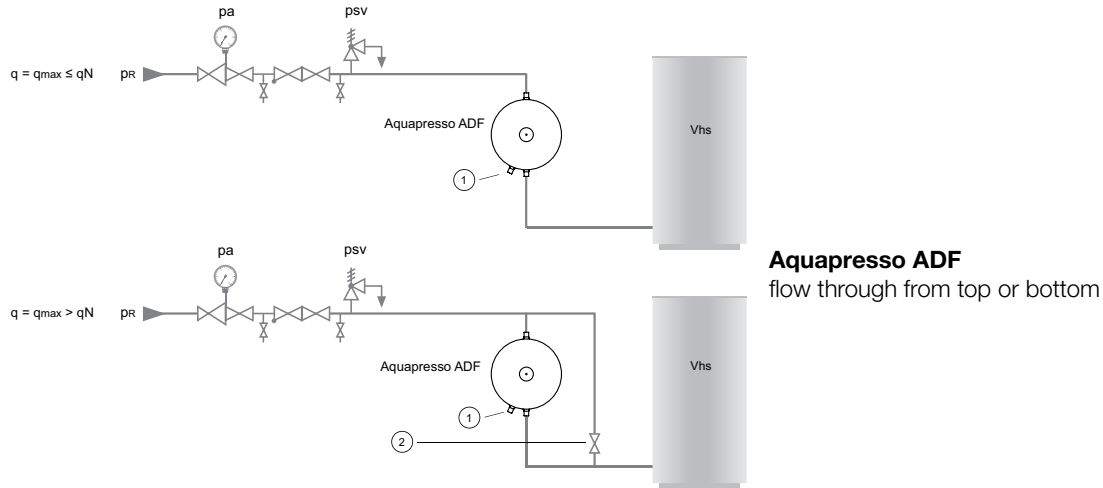 pa
psv
q = qmax ≤ qN
pR
Aquapresso ADF
Vhs
1
pa
psv
Aquapresso ADF
flow through from top or bottom
q = qmax > qN
pR
Aquapresso ADF
Vhs
1
2